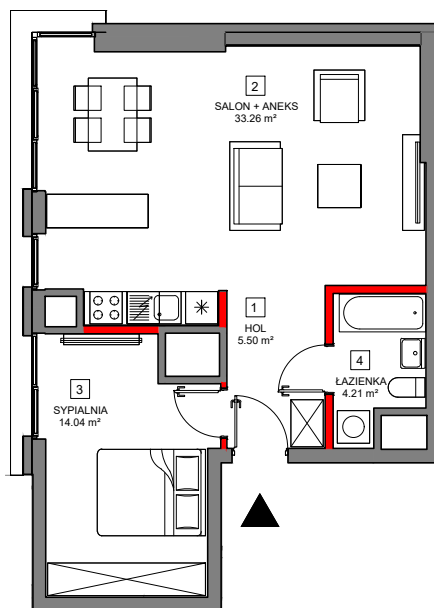 2
SALON + ANEKS
33.26 m²
1
HOL
5.50 m²
4
ŁAZIENKA
4.21 m²
3
SYPIALNIA
14.04 m²